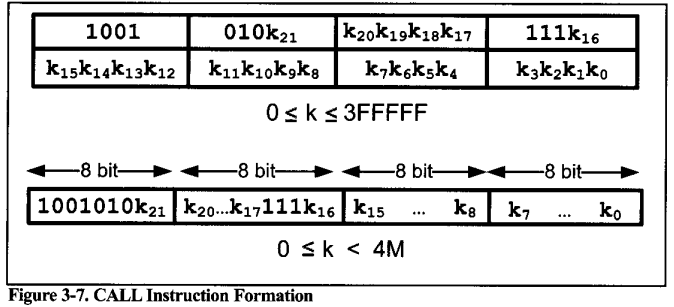 1001 010k₂₁ k₂₀k₁₉k₁₈k₁₇ 111k₁₆
k₁₅k₁₄k₁₃k₁₂ k₁₁k₁₀k₉k₈ k₇k₆k₅k₄ k₃k₂k₁k₀
0 ≤ k ≤ 3FFFFF
8 bit 8 bit 8 bit 8 bit
1001010k₂₁ k₂₀...k₁₇111k₁₆ k₁₅ ... k₈ k₇ ... k₀
0 ≤ k < 4M
Figure 3-7. CALL Instruction Formation